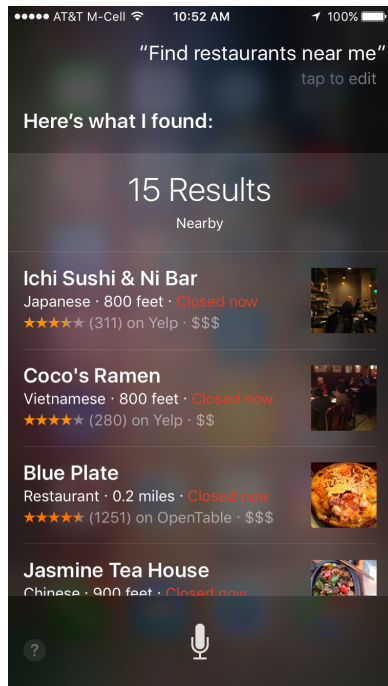 AT&T M-Cell 10:52 AM 100%
“Find restaurants near me”
tap to edit
Here’s what I found:
15 Results
Nearby
Ichi Sushi & Ni Bar
Japanese · 800 feet · Closed now
(311) on Yelp · $$$
Coco's Ramen
Vietnamese · 800 feet · Closed now
(280) on Yelp · $$
Blue Plate
Restaurant · 0.2 miles · Closed now
(1251) on OpenTable · $$$
Jasmine Tea House
Chinese · 900 feet · Closed now
?